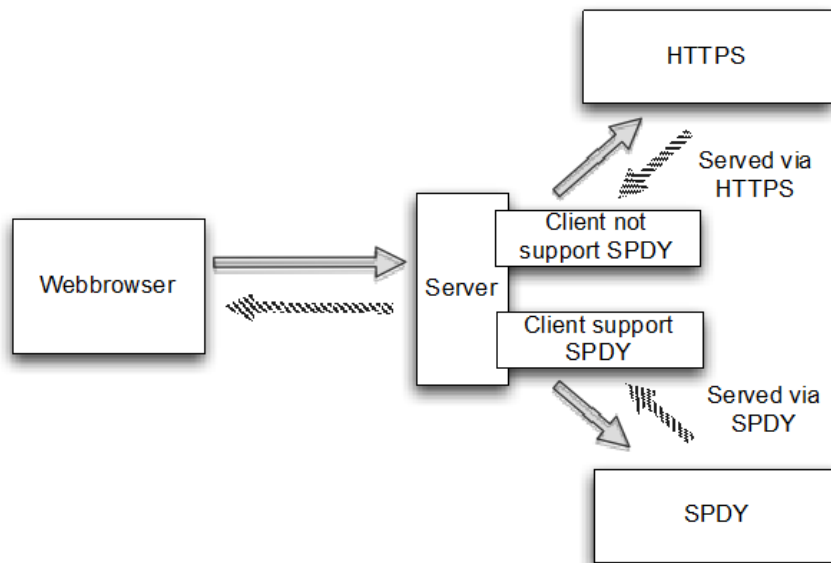 HTTPS
Served via
HTTPS
Client not
support SPDY
Webbrowser
Server
Client support
SPDY
Served via
SPDY
SPDY